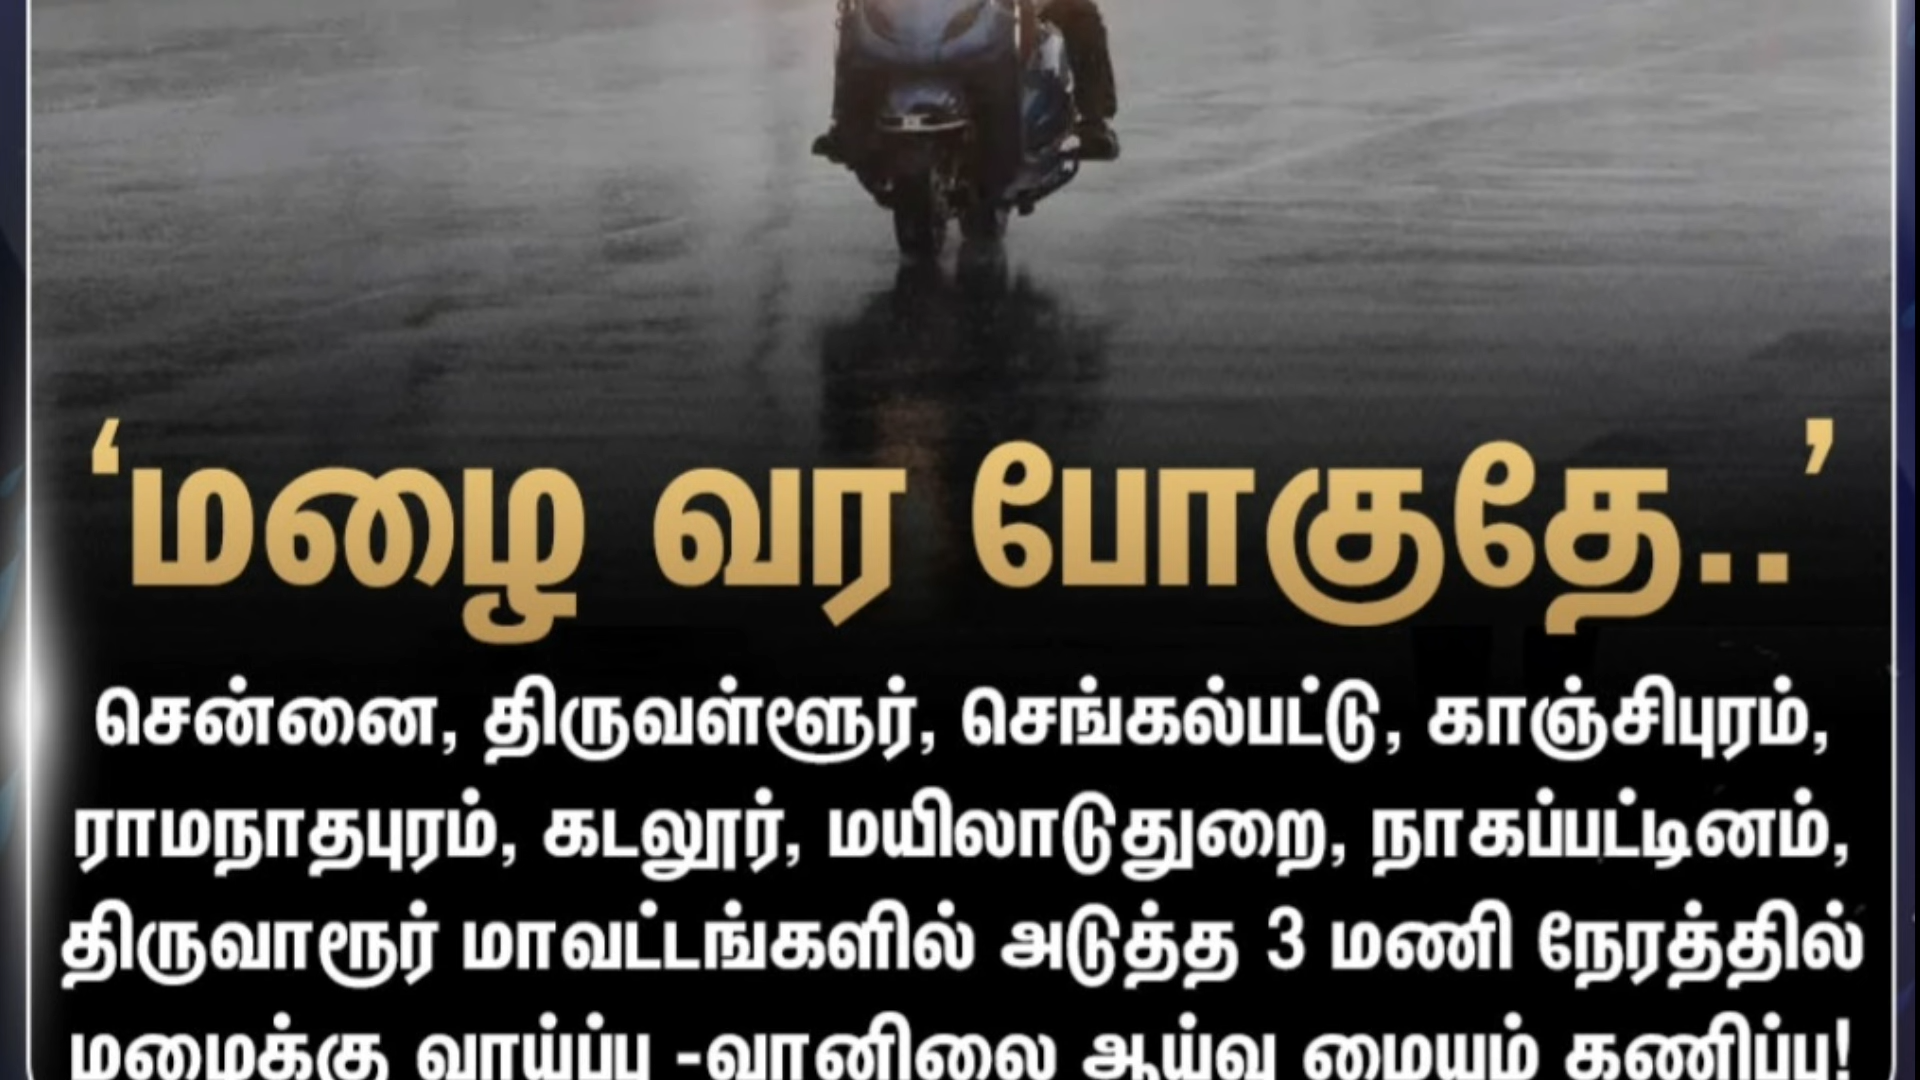 ‘மழை வர போகுதே..’
சென்னை, திருவள்ளூர், செங்கல்பட்டு, காஞ்சிபுரம்,
ராமநாதபுரம், கடலூர், மயிலாடுதுறை, நாகப்பட்டினம்,
திருவாரூர் மாவட்டங்களில் அடுத்த 3 மணி நேரத்தில்
மழைக்கு வாய்ப்பு -வானிலை ஆய்வு மையம் கணிப்பு!